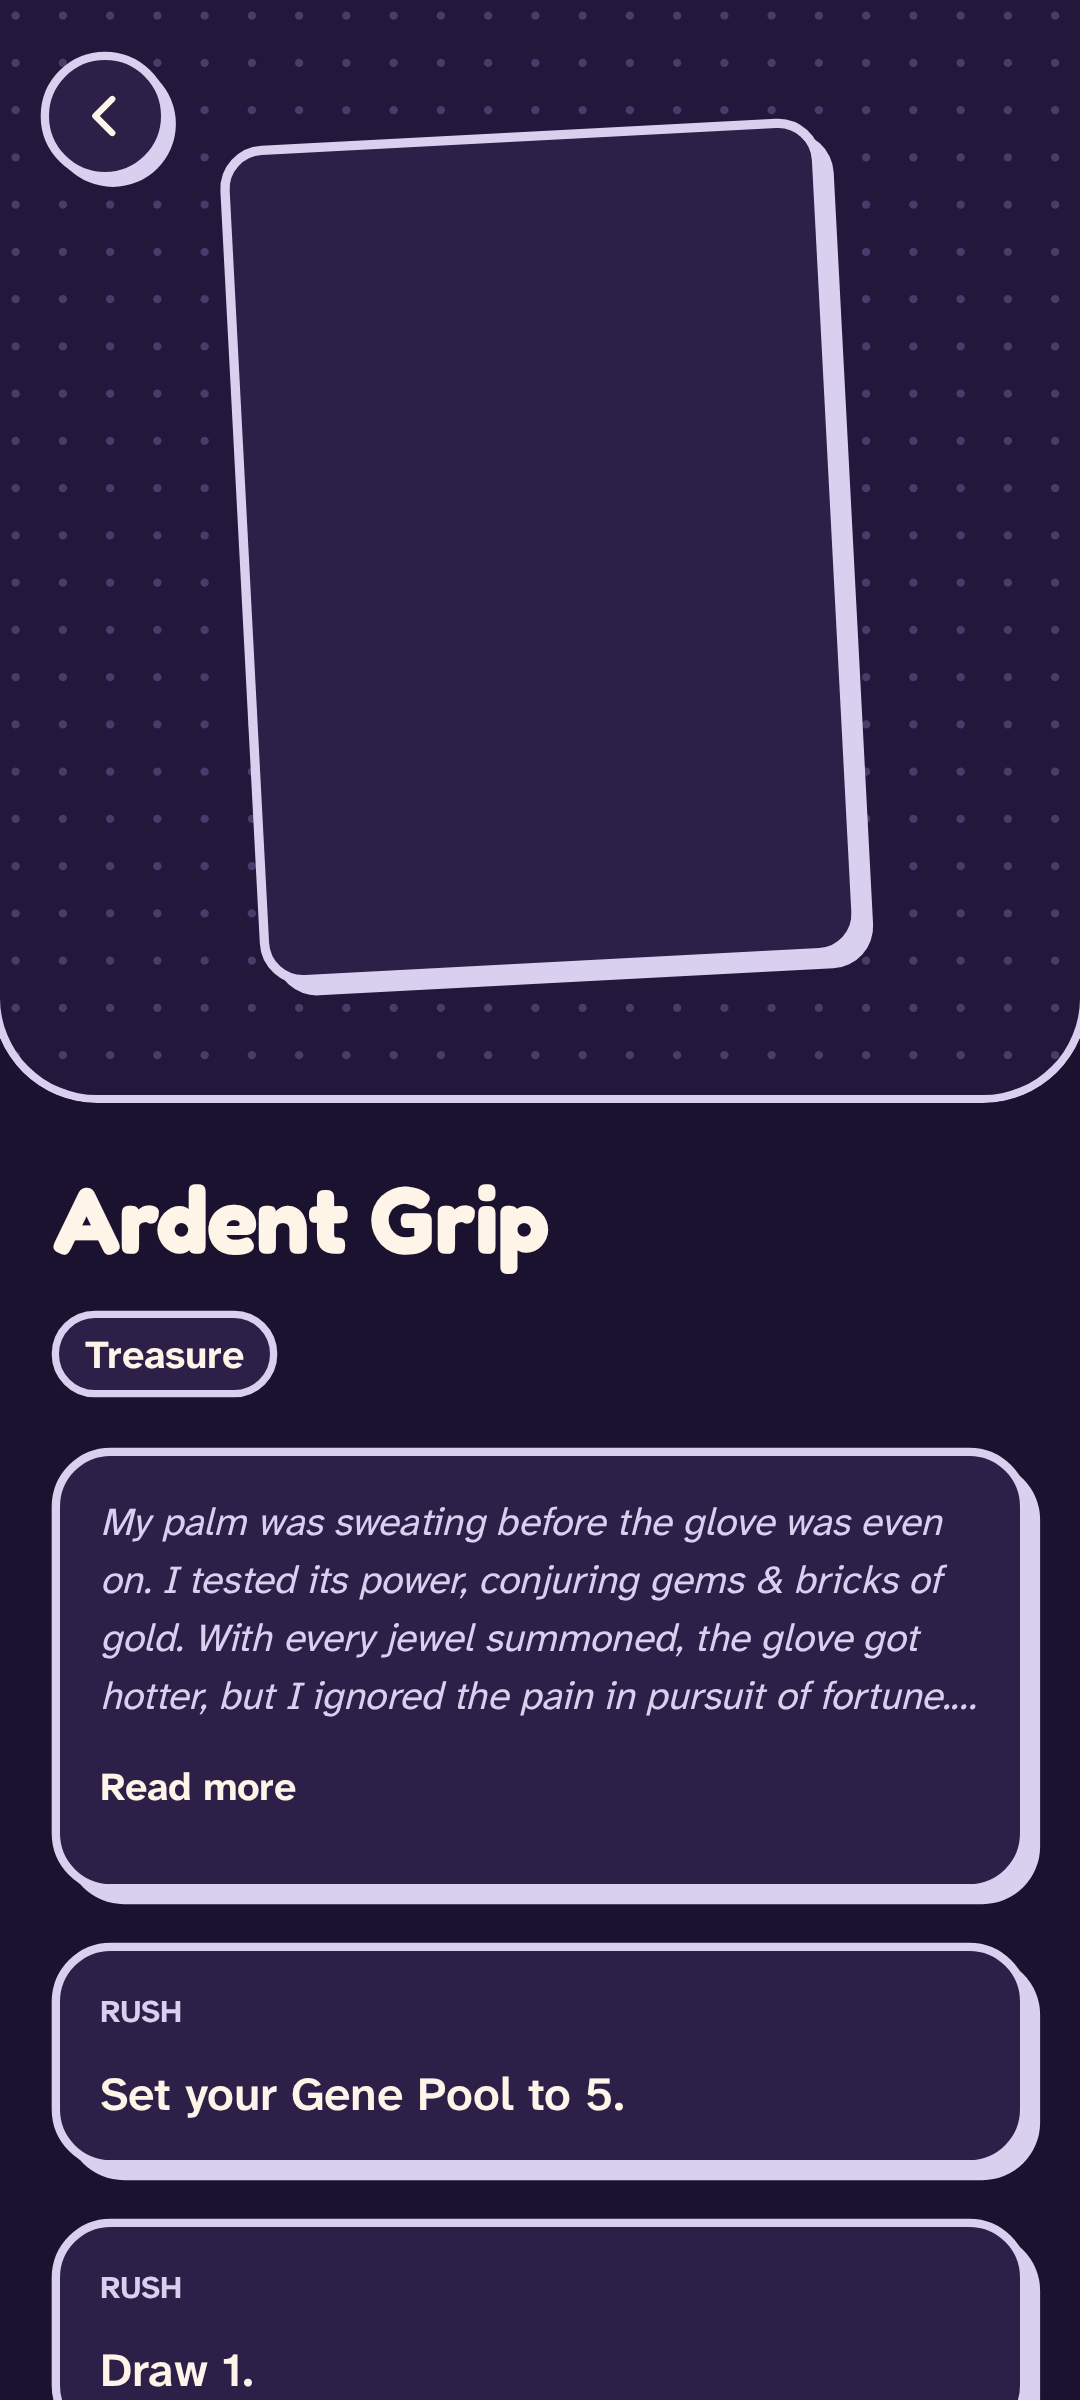 Ardent Grip
Treasure
My palm was sweating before the glove was even
on. I tested its power, conjuring gems & bricks of
gold. With every jewel summoned, the glove got
hotter, but I ignored the pain in pursuit of fortune....
Read more
RUSH
Set your Gene Pool to 5.
RUSH
Draw 1.